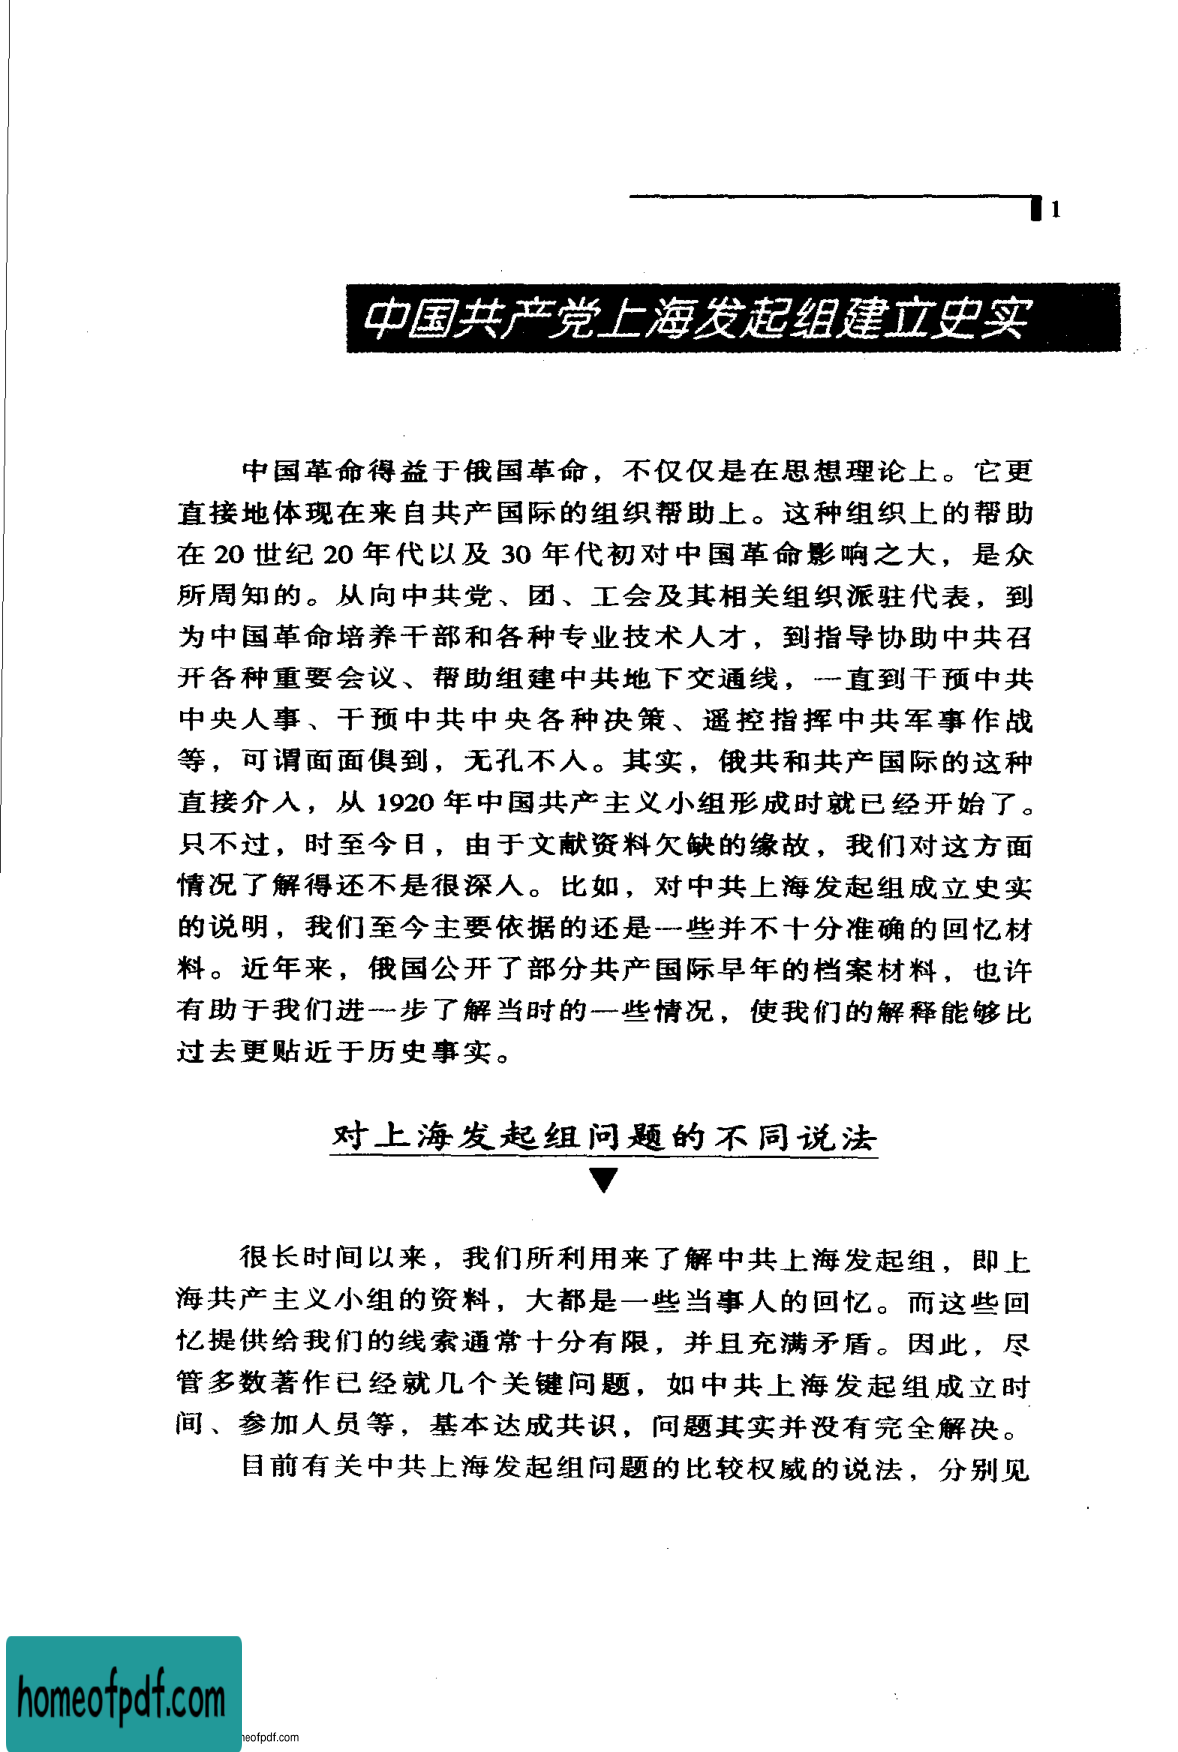 1
中国共产党上海发起组建立史实
中国革命得益于俄国革命，不仅仅是在思想理论上。它更
直接地体现在来自共产国际的组织帮助上。这种组织上的帮助
在 20 世纪 20 年代以及 30 年代初对中国革命影响之大，是众
所周知的。从向中共党、团、工会及其相关组织派驻代表，到
为中国革命培养干部和各种专业技术人才，到指导协助中共召
开各种重要会议、帮助组建中共地下交通线，一直到干预中共
中央人事、干预中共中央各种决策、遥控指挥中共军事作战
等，可谓面面俱到，无孔不入。其实，俄共和共产国际的这种
直接介入，从 1920 年中国共产主义小组形成时就已经开始了。
只不过，时至今日，由于文献资料欠缺的缘故，我们对这方面
情况了解得还不是很深入。比如，对中共上海发起组成立史实
的说明，我们至今主要依据的还是一些并不十分准确的回忆材
料。近年来，俄国公开了部分共产国际早年的档案材料，也许
有助于我们进一步了解当时的一些情况，使我们的解释能够比
过去更贴近于历史事实。
对上海发起组问题的不同说法
很长时间以来，我们所利用来了解中共上海发起组，即上
海共产主义小组的资料，大都是一些当事人的回忆。而这些回
忆提供给我们的线索通常十分有限，并且充满矛盾。因此，尽
管多数著作已经就几个关键问题，如中共上海发起组成立时
间、参加人员等，基本达成共识，问题其实并没有完全解决。
目前有关中共上海发起组问题的比较权威的说法，分别见
homeofpdf.com
neofpdf.com